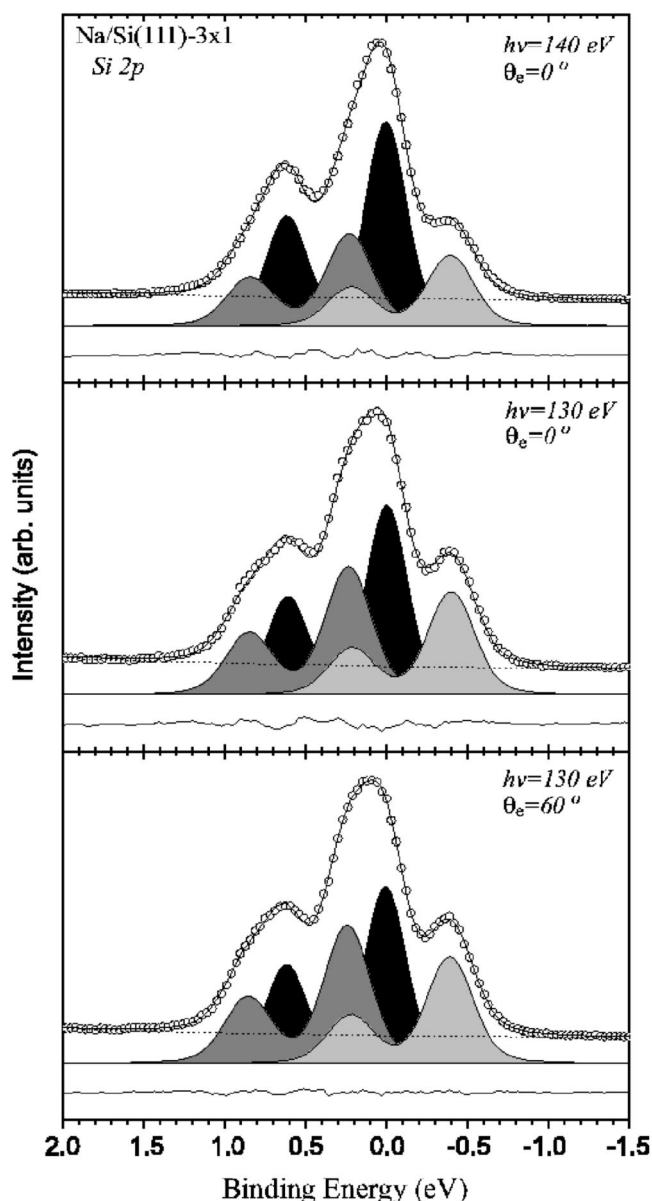 Na/Si(111)-3x1
Si 2p
hν=140 eV
θe=0 °
hν=130 eV
θe=0 °
Intensity (arb. units)
hν=130 eV
θe=60 °
2.0 1.5 1.0 0.5 0.0 -0.5 -1.0 -1.5
Binding Energy (eV)